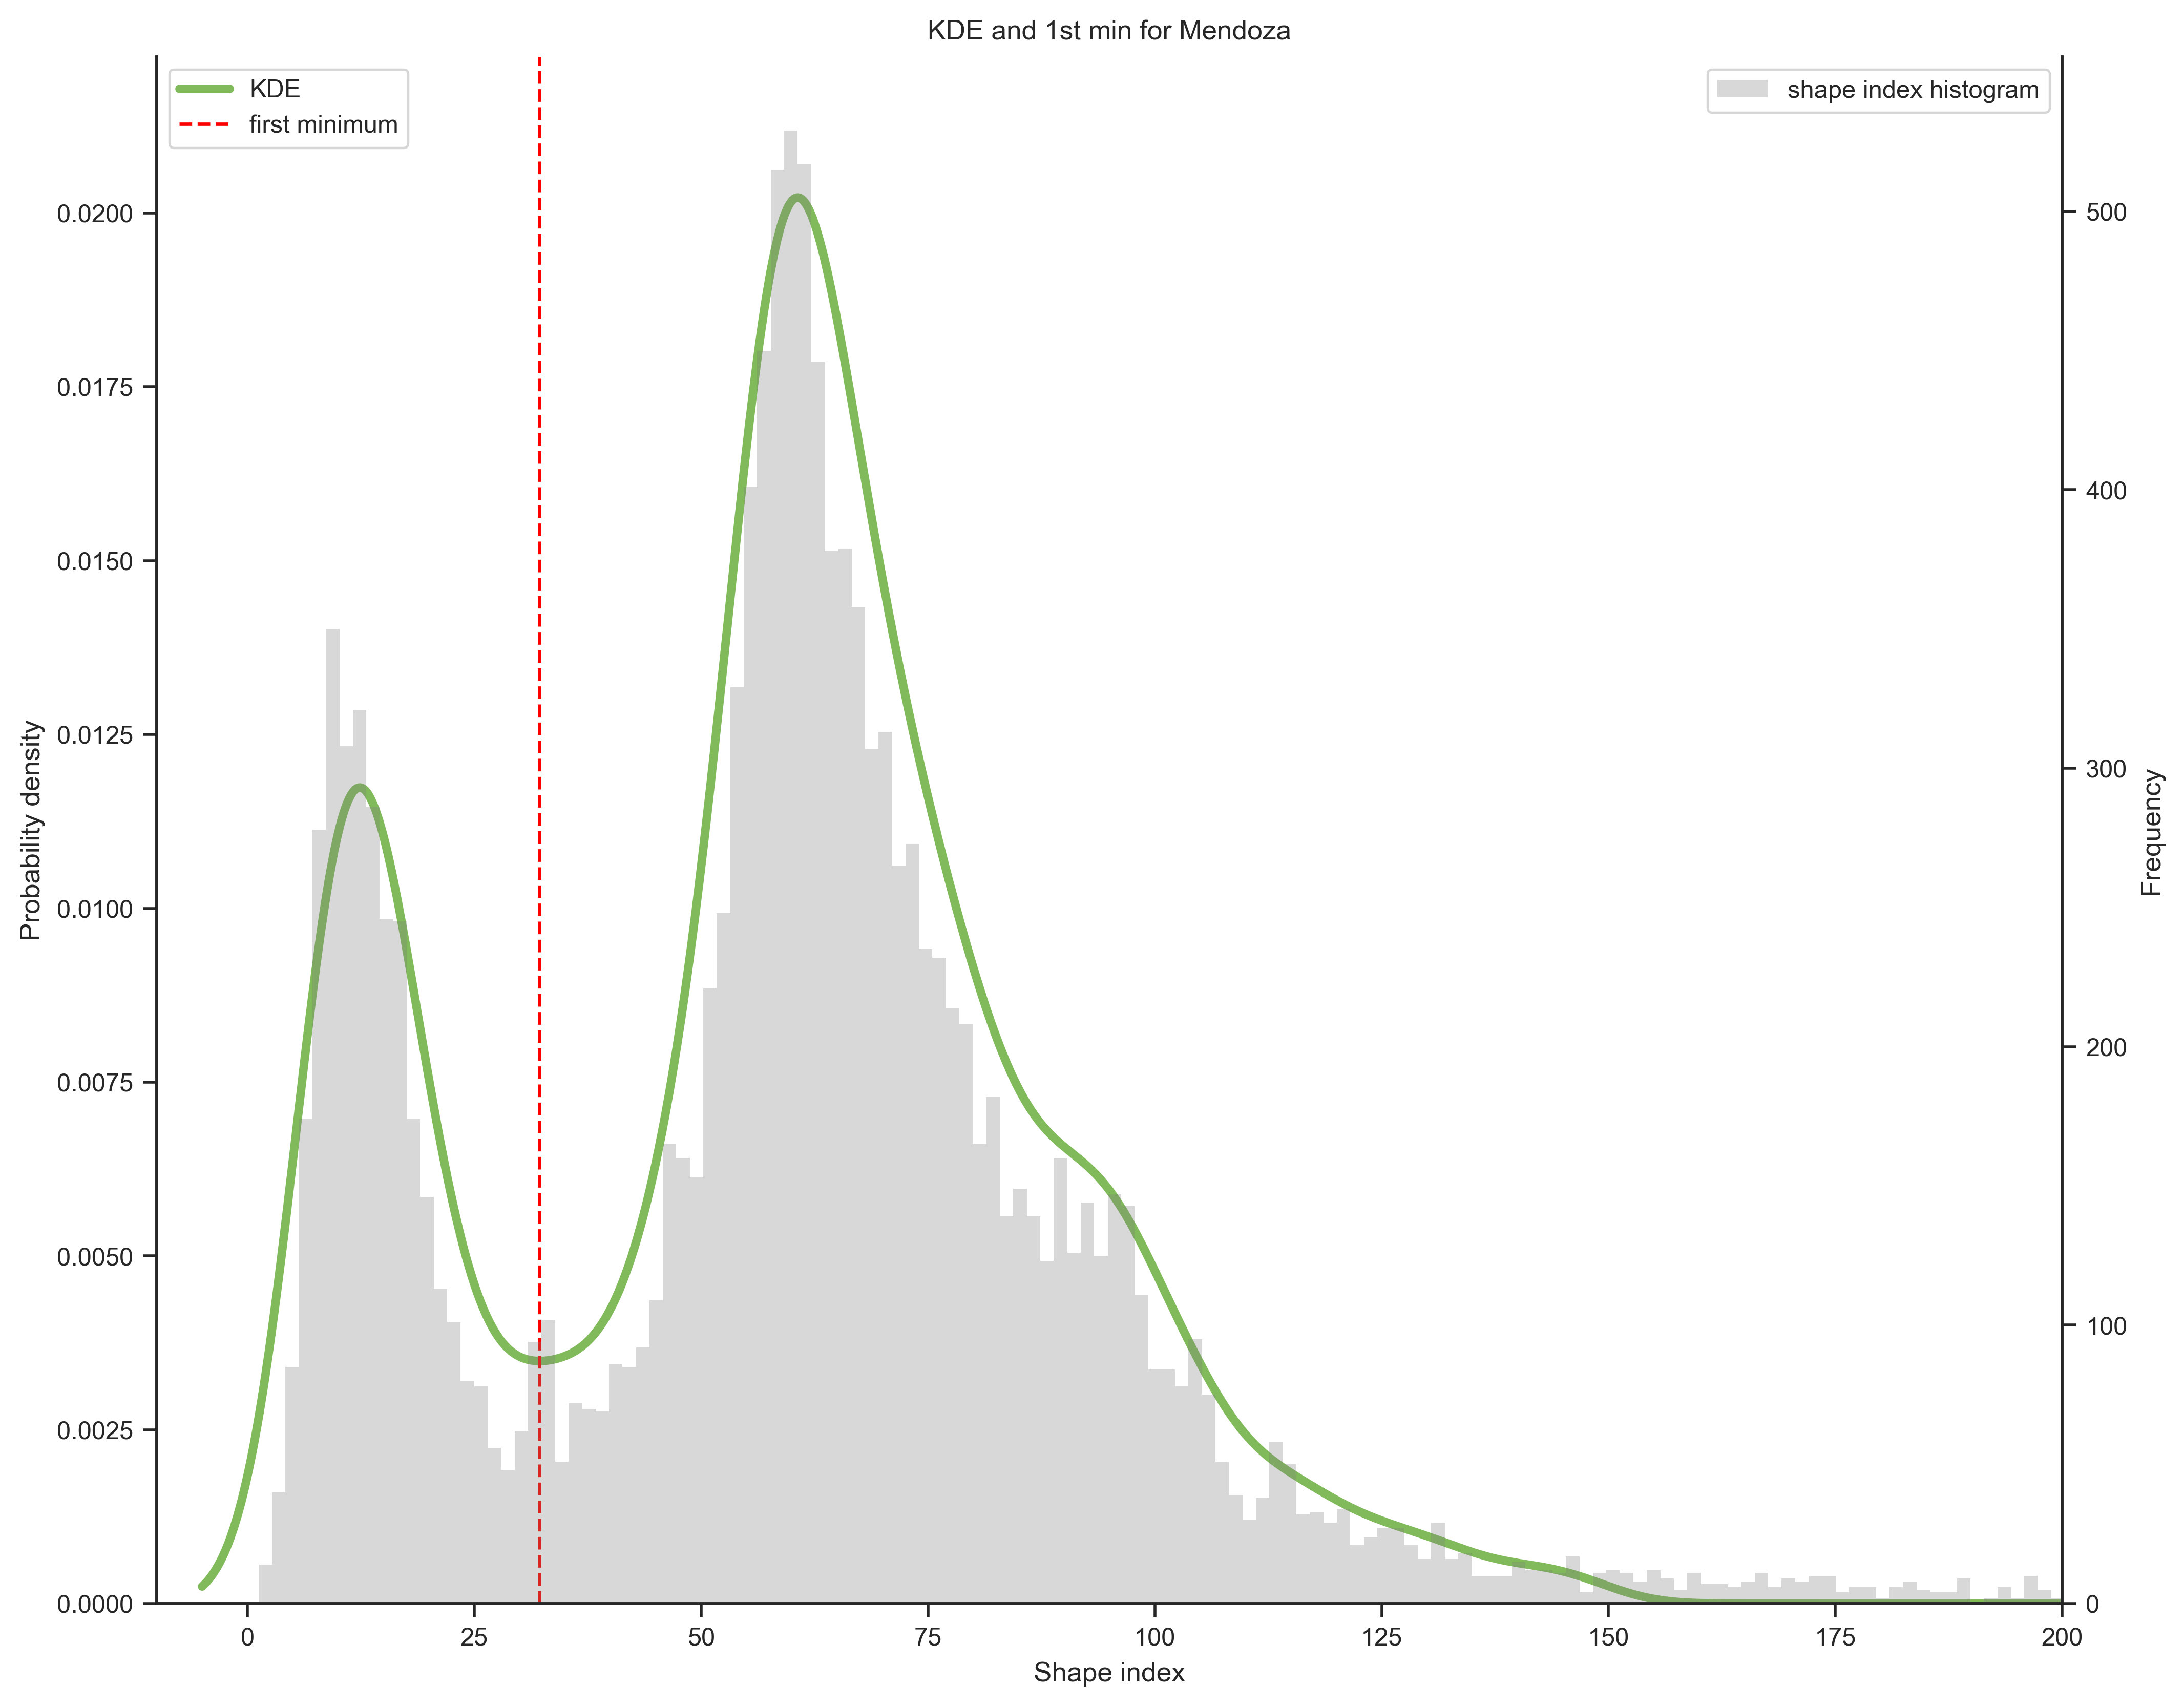 KDE and 1st min for Mendoza
KDE
first minimum
shape index histogram
Probability density
0.0200
0.0175
0.0150
0.0125
0.0100
0.0075
0.0050
0.0025
0.0000
500
400
300
200
100
0
Frequency
0 25 50 75 100 125 150 175 200
Shape index